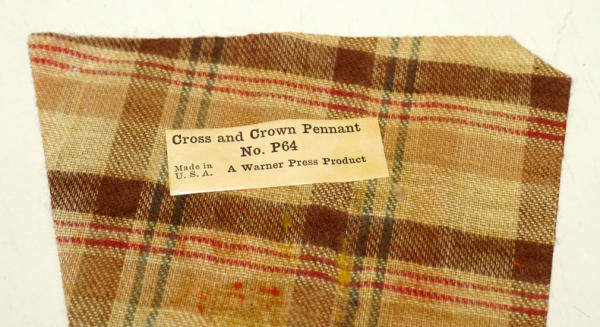 Cross and Crown Pennant
No. P64
Made in
U. S. A.
A Warner Press Product